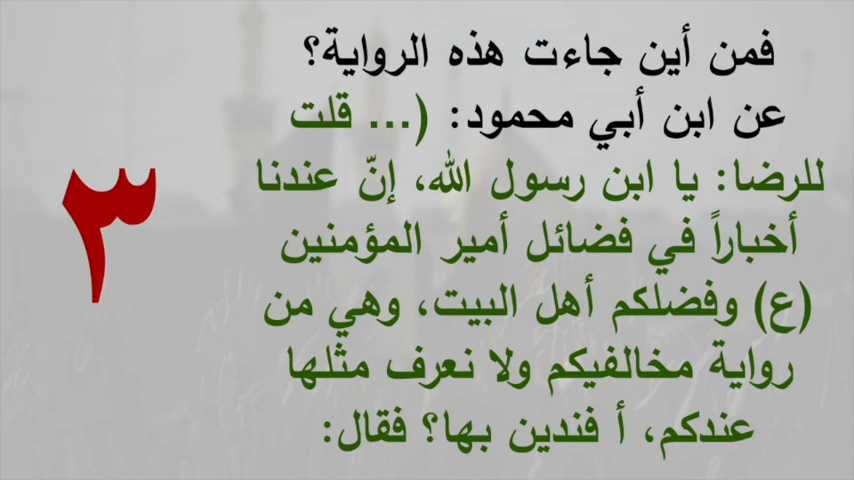 فمن أين جاءت هذه الرواية؟
عن ابن أبي محمود: (... قلت
للرضا: يا ابن رسول الله، إنّ عندنا
أخباراً في فضائل أمير المؤمنين
(ع) وفضلكم أهل البيت، وهي من
رواية مخالفيكم ولا نعرف مثلها
عندكم، أ فندين بها؟ فقال:
٣